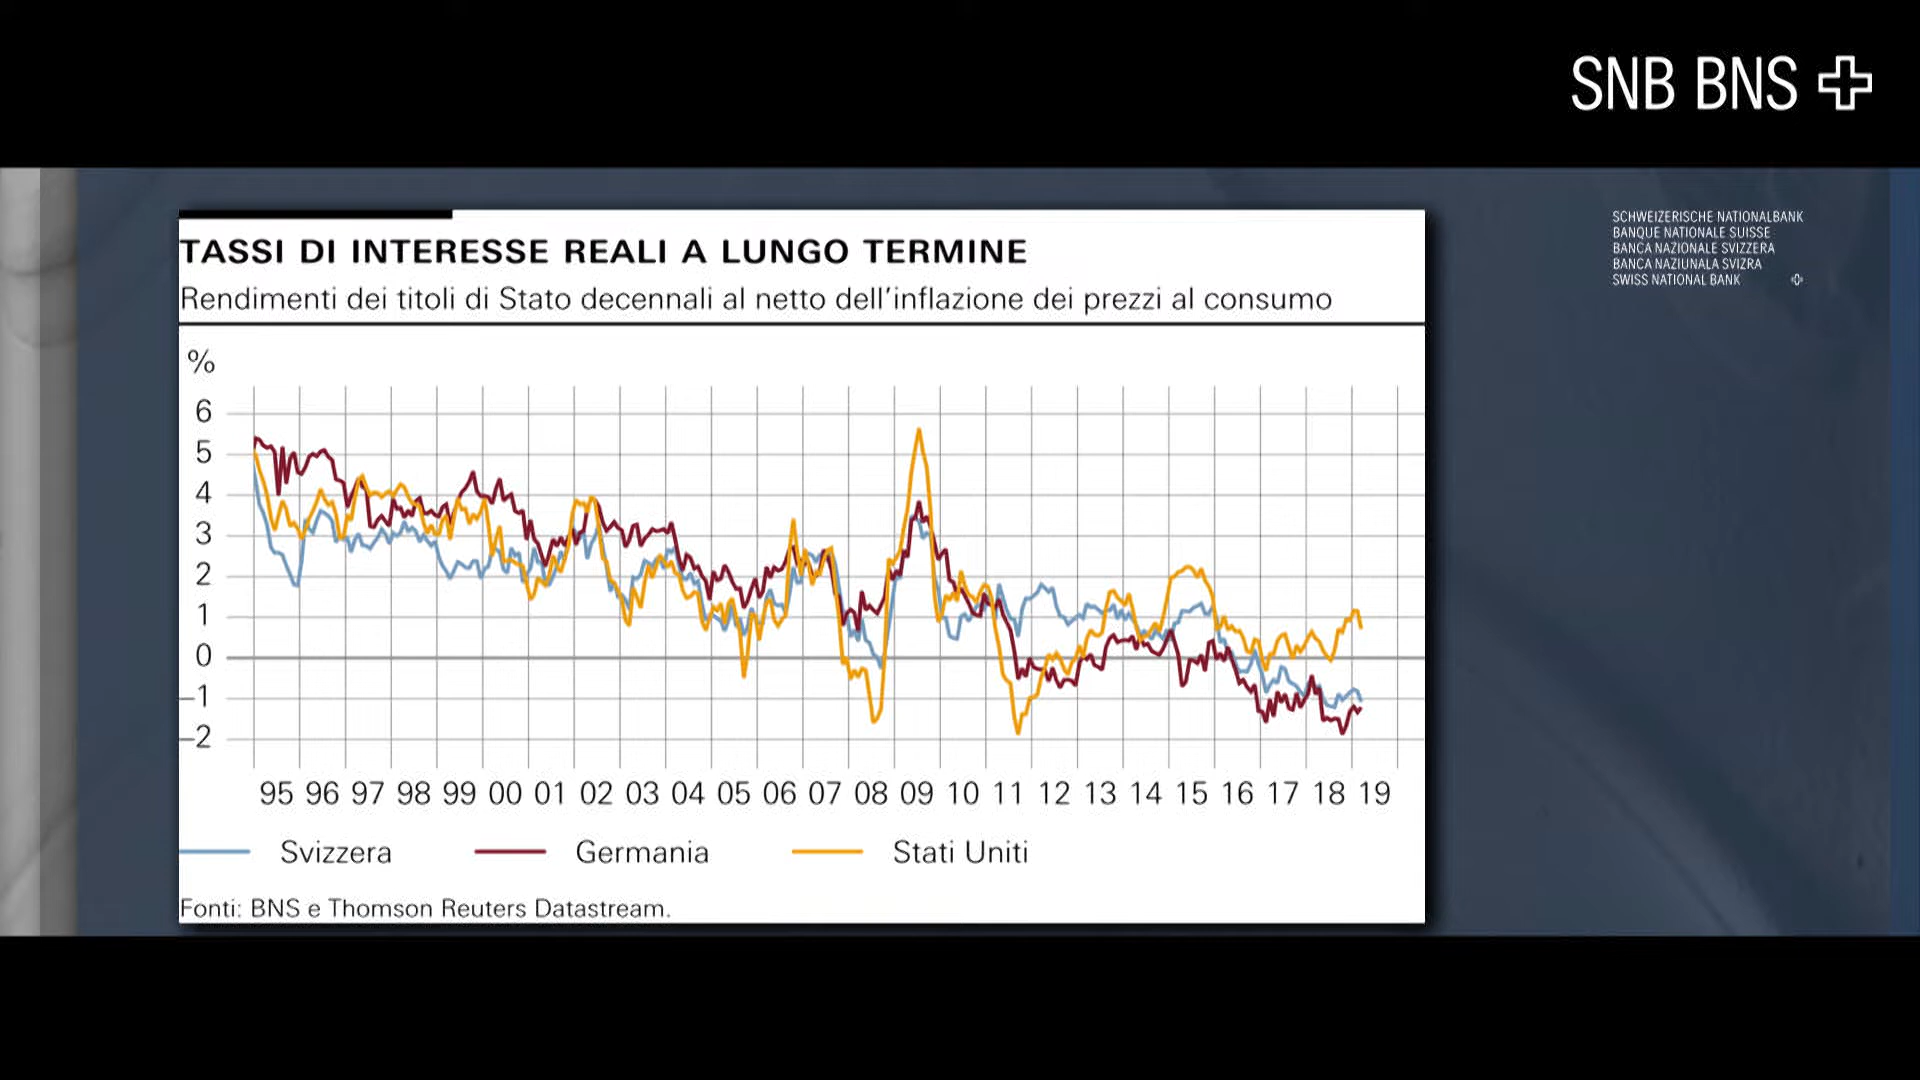 SNB BNS
SCHWEIZERISCHE NATIONALBANK
BANQUE NATIONALE SUISSE
BANCA NAZIONALE SVIZZERA
BANCA NAZIUNALA SVIZRA
SWISS NATIONAL BANK
TASSI DI INTERESSE REALI A LUNGO TERMINE
Rendimenti dei titoli di Stato decennali al netto dell'inflazione dei prezzi al consumo
%
6
5
4
3
2
1
0
–1
–2
95 96 97 98 99 00 01 02 03 04 05 06 07 08 09 10 11 12 13 14 15 16 17 18 19
Svizzera Germania Stati Uniti
Fonti: BNS e Thomson Reuters Datastream.